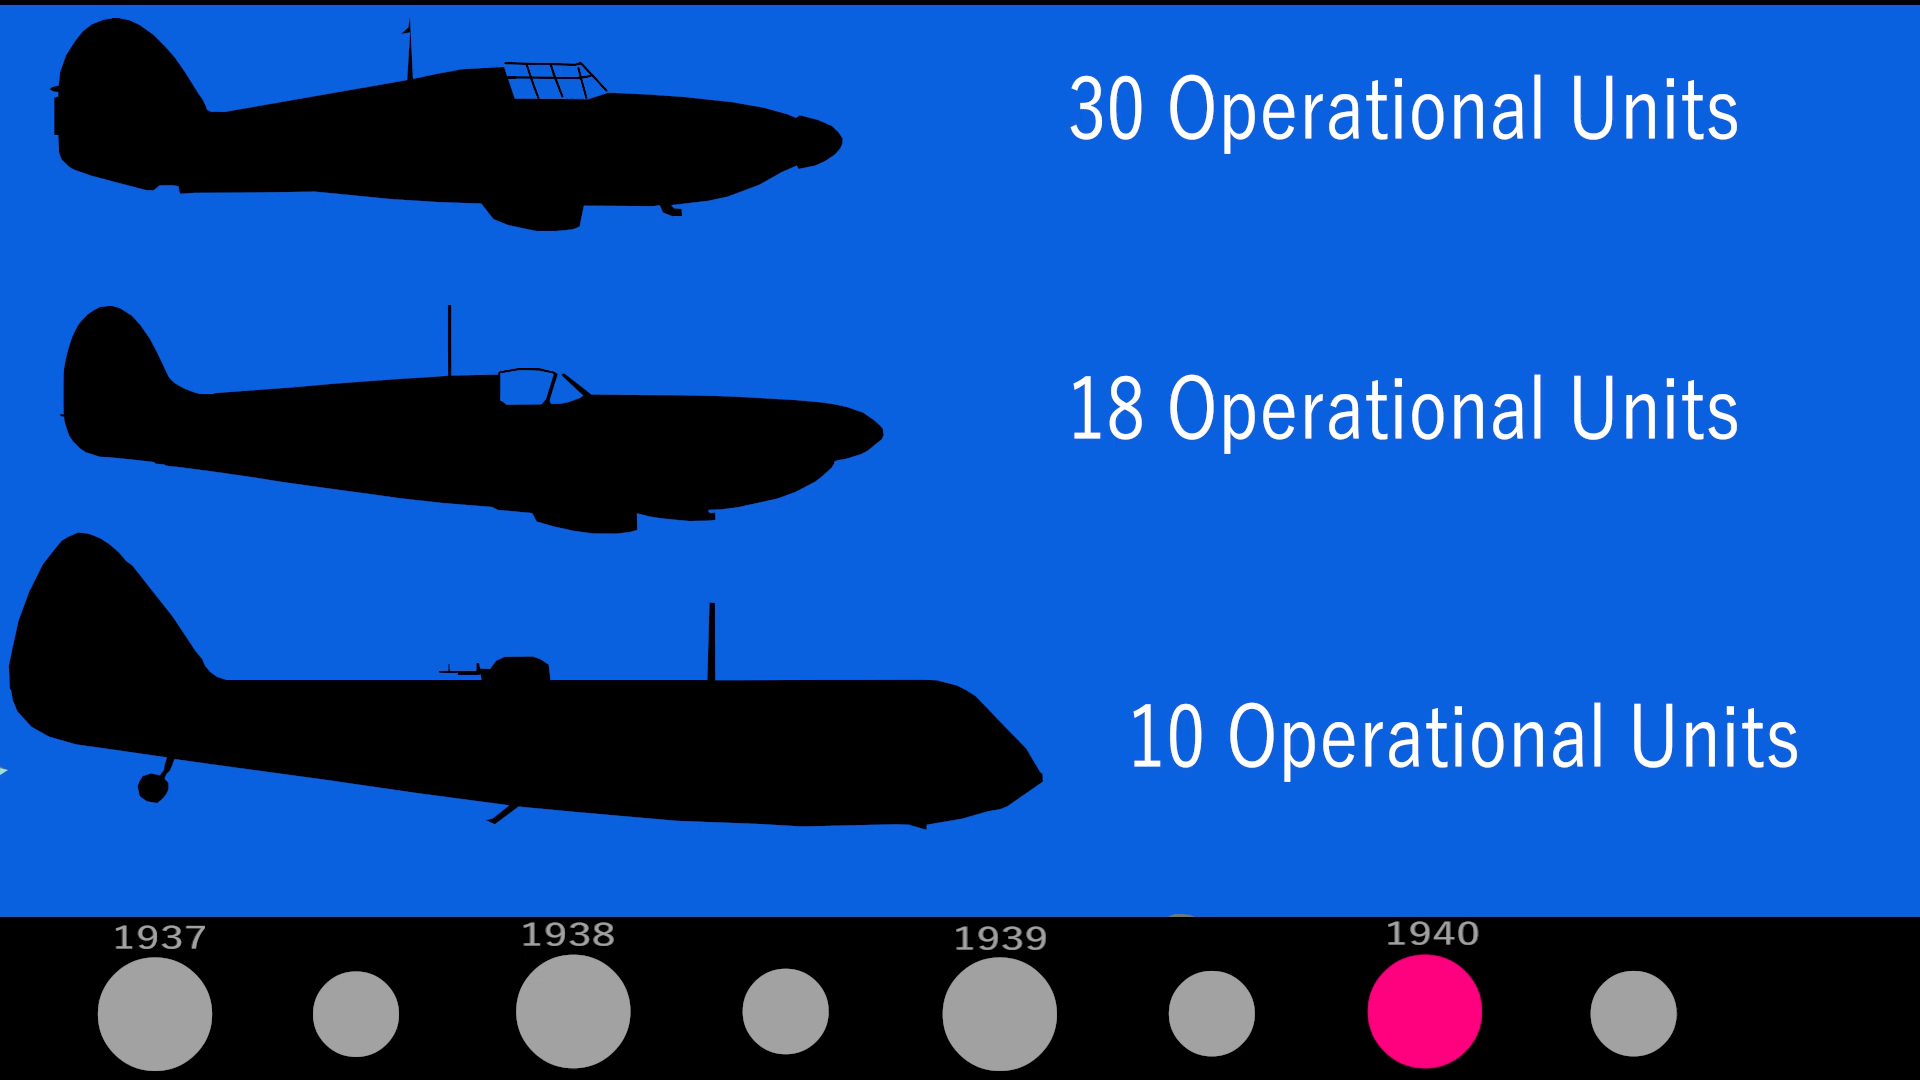 30 Operational Units
18 Operational Units
10 Operational Units
1937
1938
1939
1940